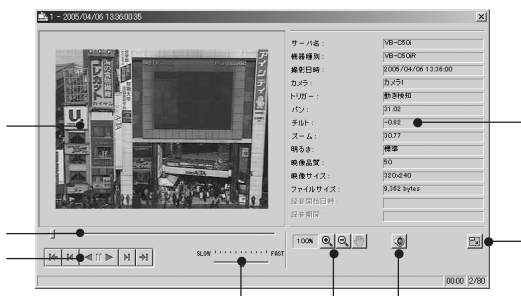 1 - 2005/04/06 13:36:00:35
サーバ名： VB-C50i
機器種別： VB-C50iR
撮影日時： 2005/04/06 13:36:00
カメラ： カメラ1
トリガー： 動き検知
パン： 31.02
チルト： -0.82
ズーム： 30.77
明るさ： 標準
映像品質： 50
映像サイズ： 320x240
ファイルサイズ： 9,352 bytes
録音開始日時：
録音期間：
SLOW FAST
100%
00:00 2/80